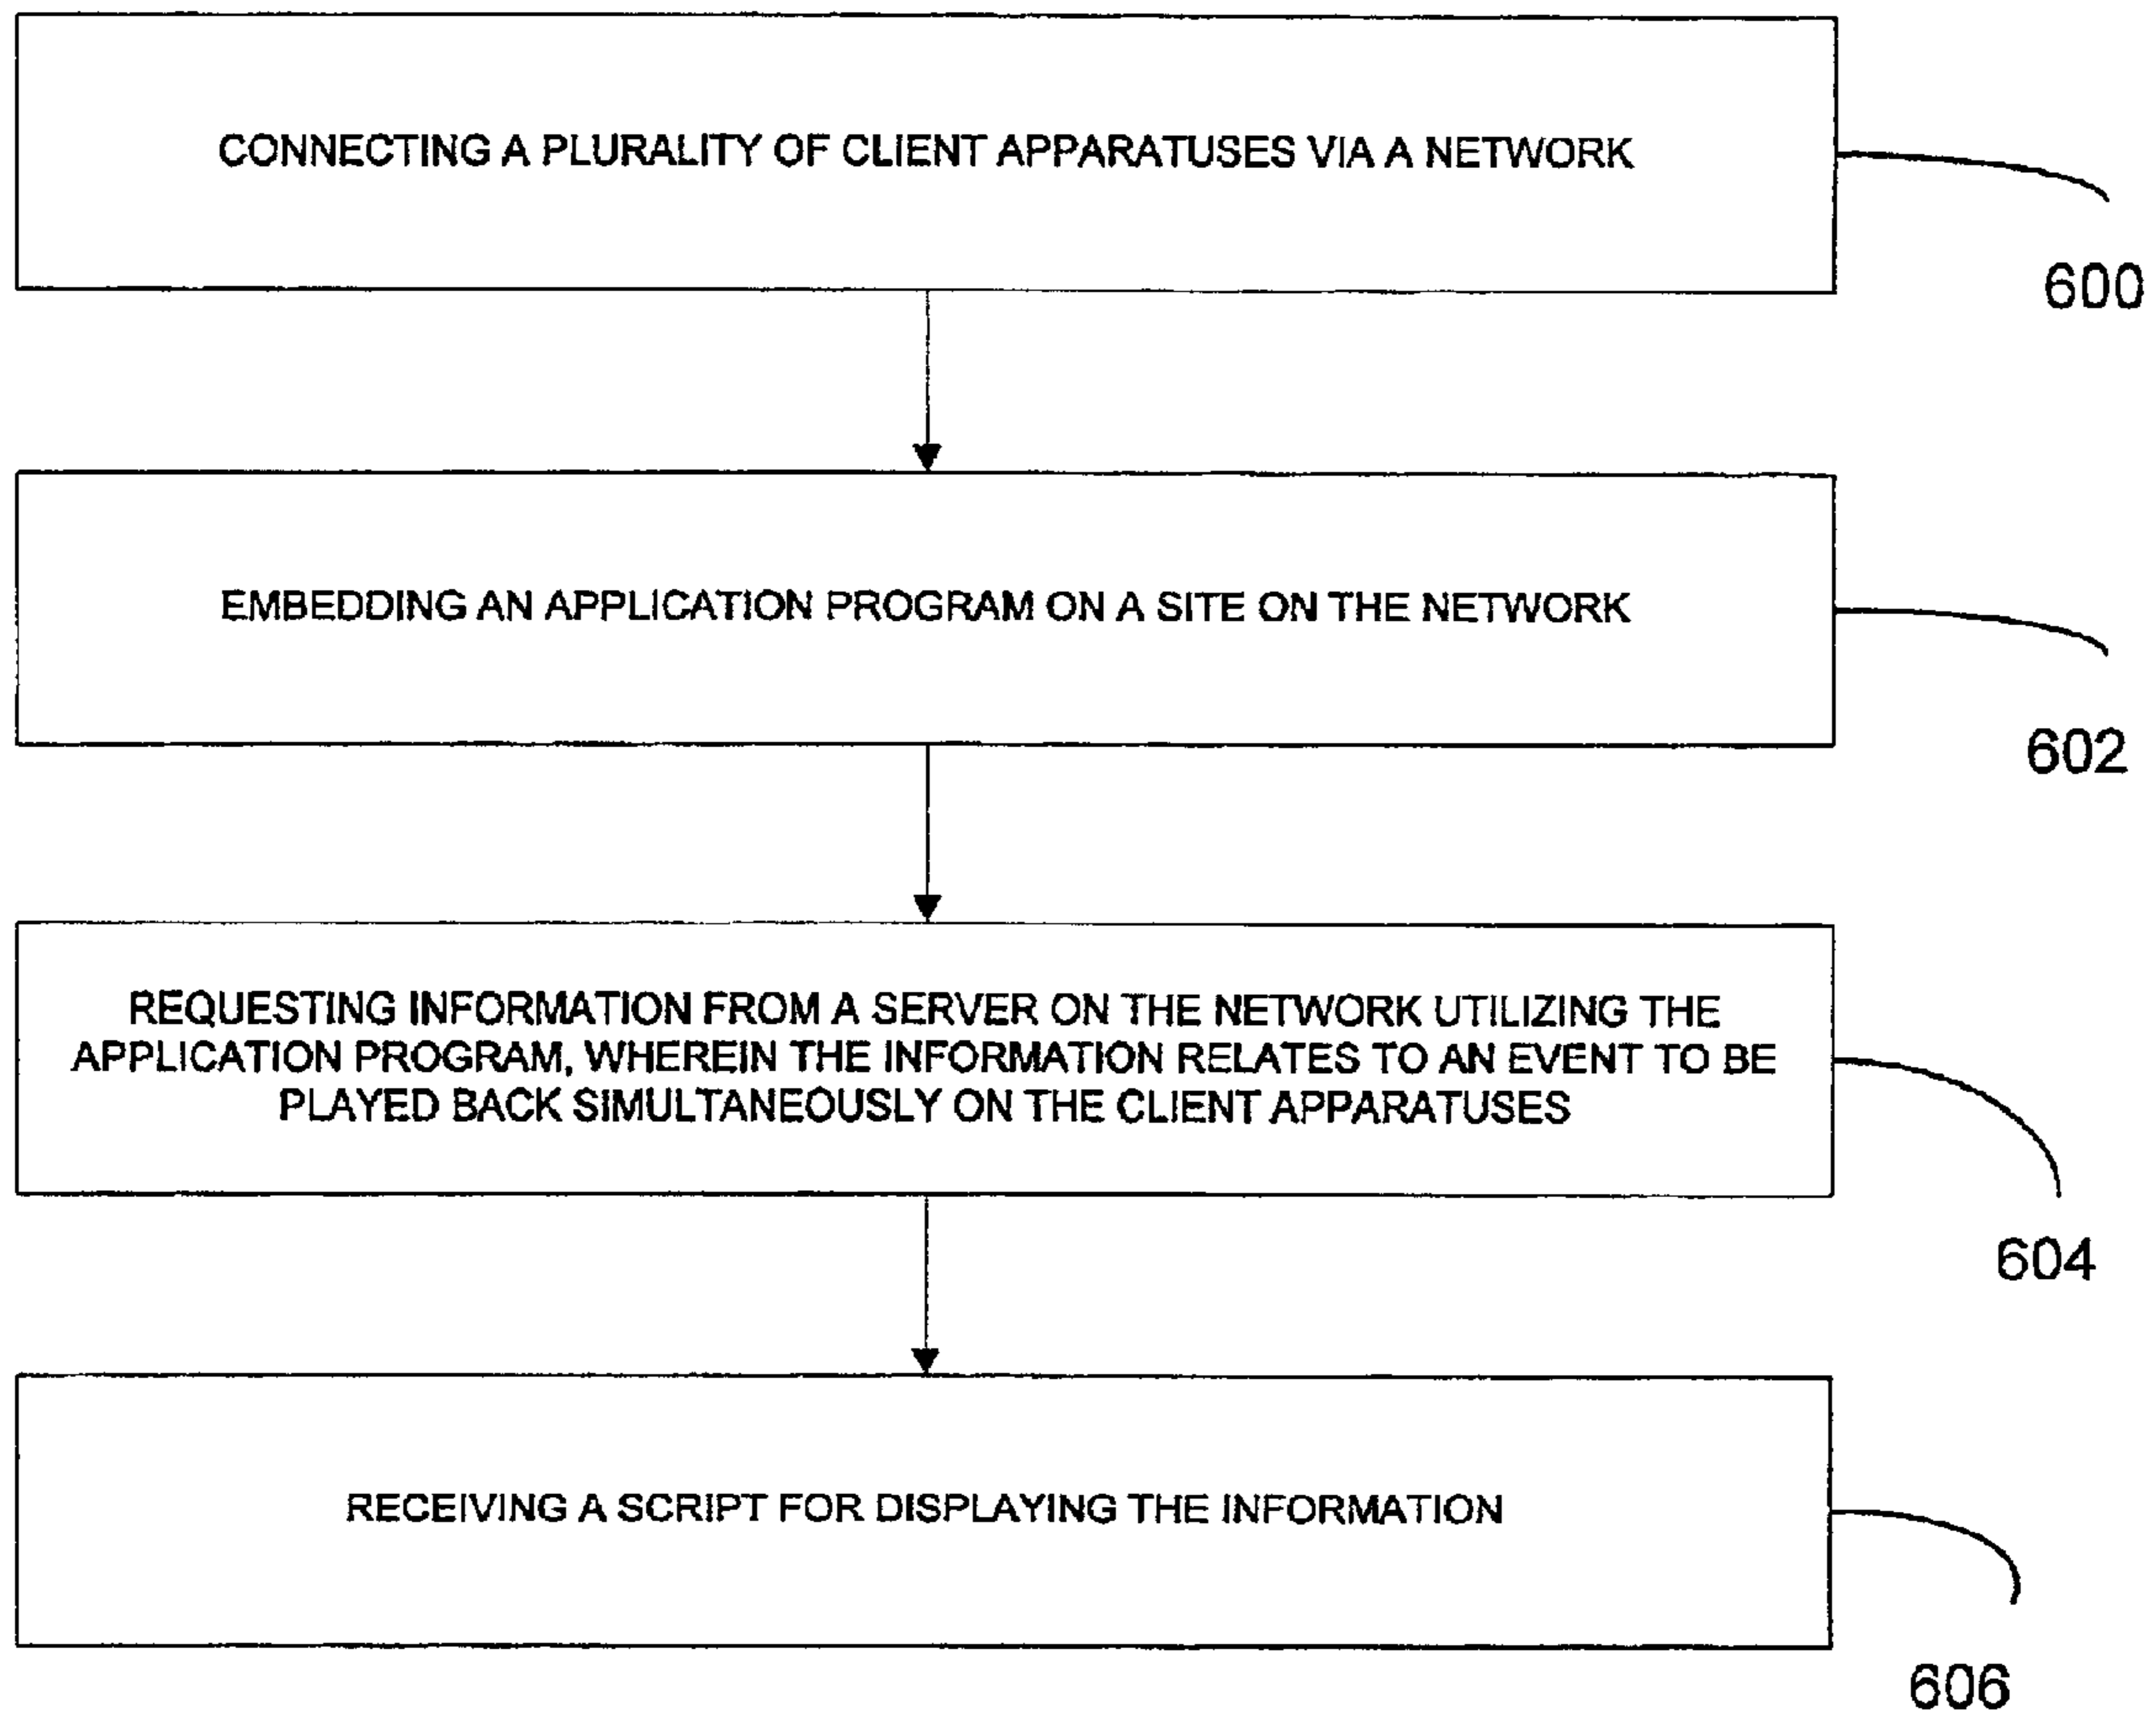 CONNECTING A PLURALITY OF CLIENT APPARATUSES VIA A NETWORK
600
EMBEDDING AN APPLICATION PROGRAM ON A SITE ON THE NETWORK
602
REQUESTING INFORMATION FROM A SERVER ON THE NETWORK UTILIZING THE
APPLICATION PROGRAM, WHEREIN THE INFORMATION RELATES TO AN EVENT TO BE
PLAYED BACK SIMULTANEOUSLY ON THE CLIENT APPARATUSES
604
RECEIVING A SCRIPT FOR DISPLAYING THE INFORMATION
606